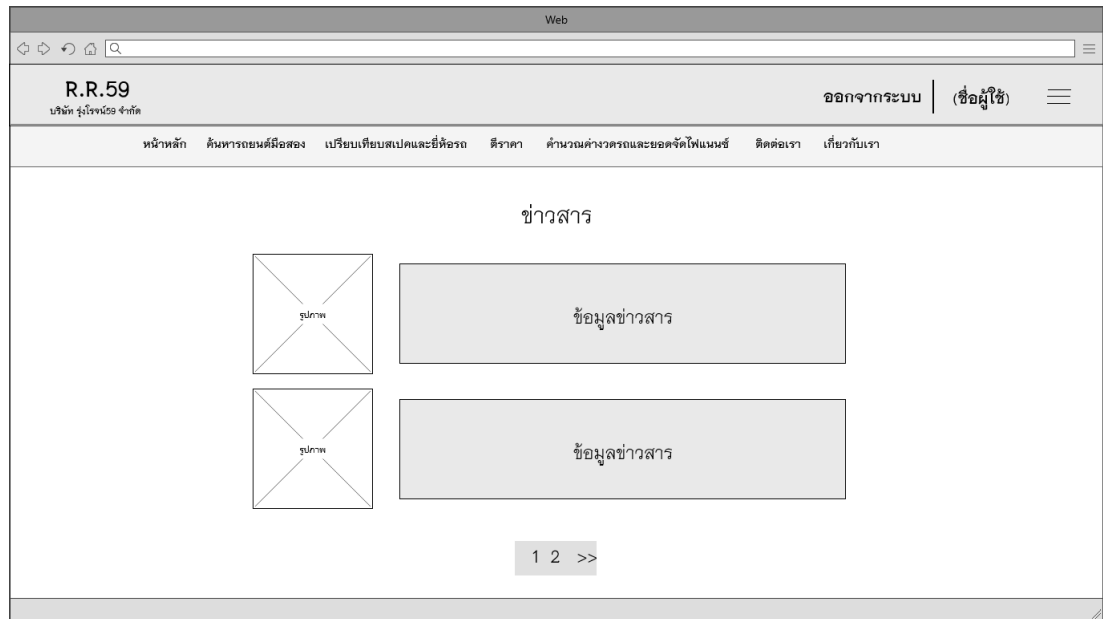 Web
R.R.59
บริษัท รุ่งโรจน์59 จำกัด
ออกจากระบบ (ชื่อผู้ใช้)
หน้าหลัก ค้นหารถยนต์มือสอง เปรียบเทียบสเปคและยี่ห้อรถ ตีราคา คำนวณค่างวดรถและยอดจัดไฟแนนซ์ ติดต่อเรา เกี่ยวกับเรา
ข่าวสาร
รูปภาพ
ข้อมูลข่าวสาร
รูปภาพ
ข้อมูลข่าวสาร
1 2 >>